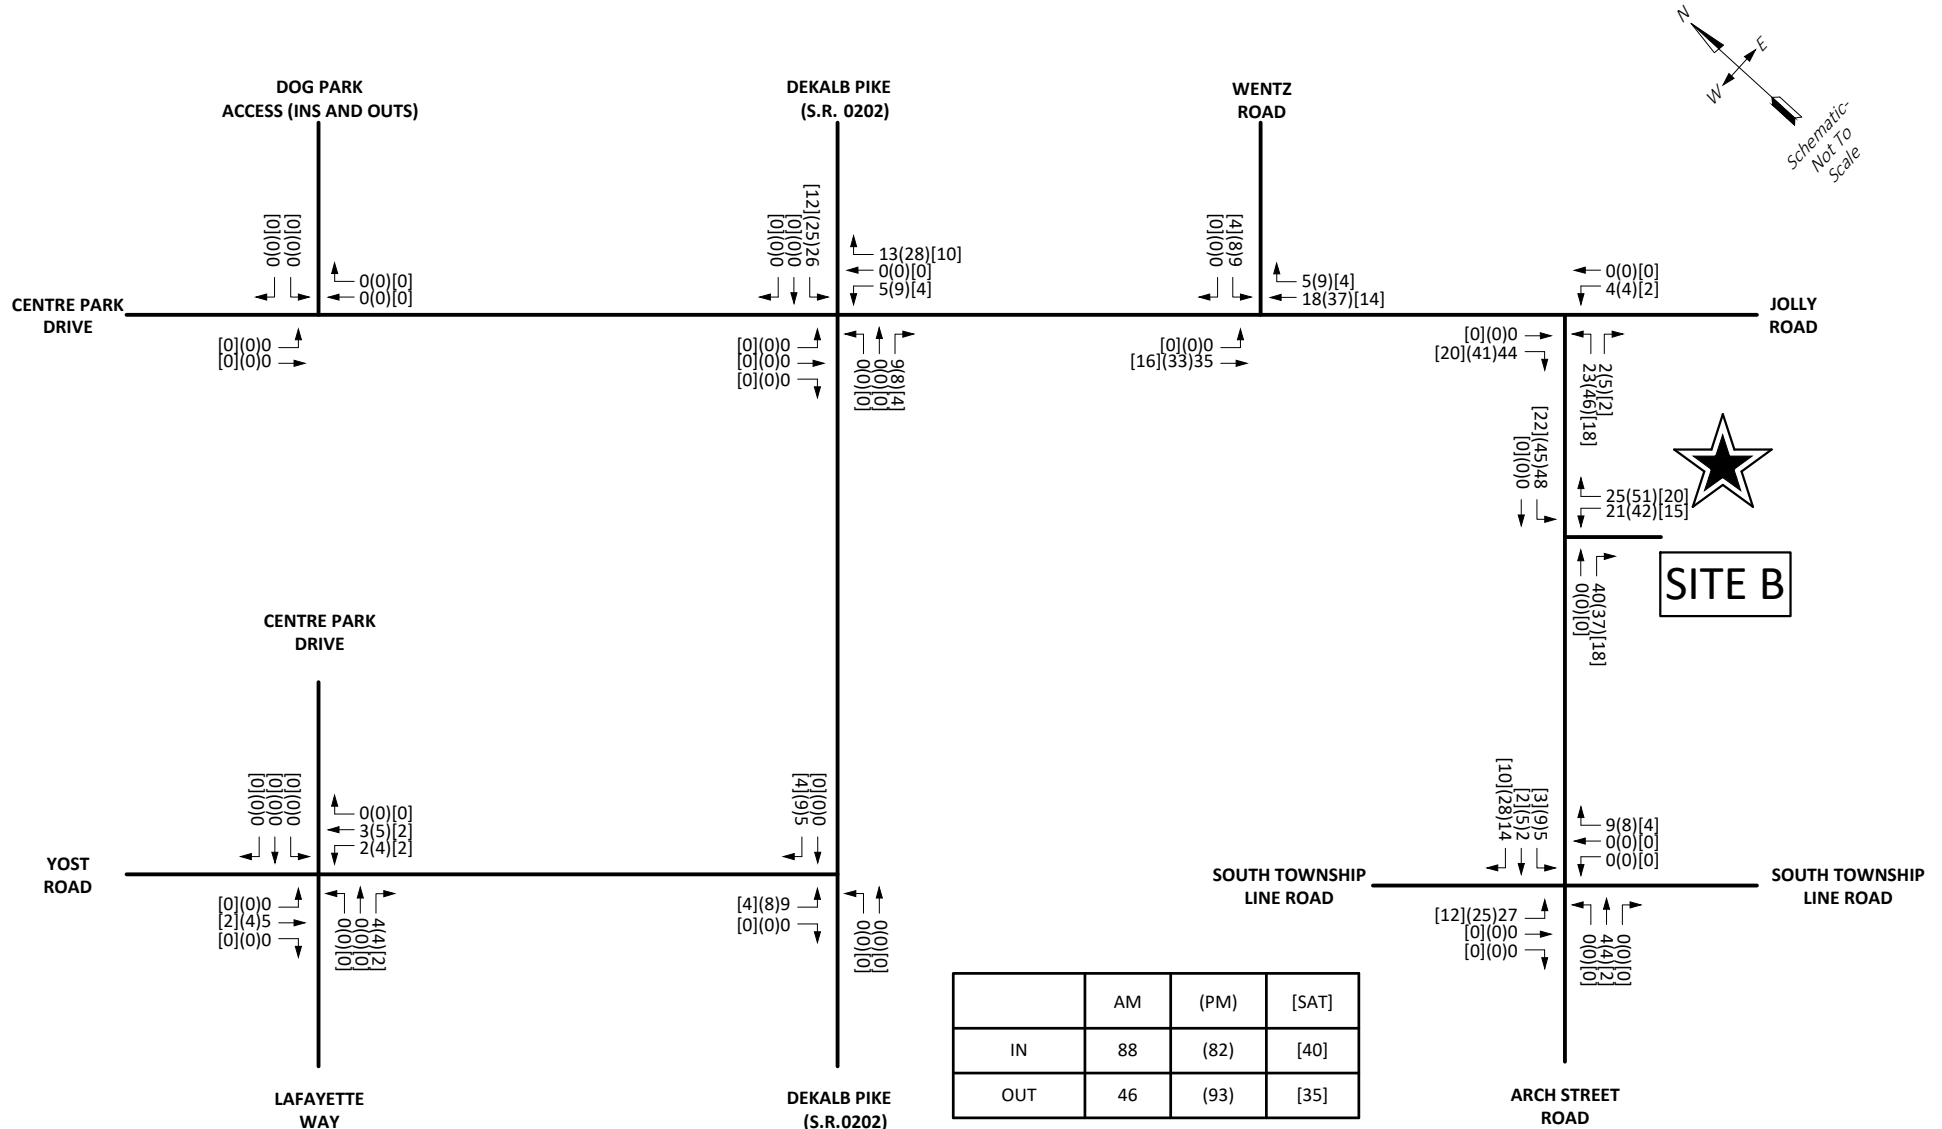 N
E
W
Schematic-
Not To
Scale
DOG PARK
ACCESS (INS AND OUTS)
DEKALB PIKE
(S.R. 0202)
WENTZ
ROAD
[0](0)0
[0](0)0
0(0)[0]
0(0)[0]
CENTRE PARK
DRIVE
[0](0)0
[0](0)0
[12](25)26
[0](0)0
[0](0)0
13(28)[10]
0(0)[0]
5(9)[4]
[0](0)0
[0](0)0
[0](0)0
9(8)[4]
0(0)[0]
0(0)[0]
[4](8)9
[0](0)0
5(9)[4]
18(37)[14]
[0](0)0
[16](33)35
0(0)[0]
4(4)[2]
JOLLY
ROAD
[0](0)0
[20](41)44
2(5)[2]
23(46)[18]
[22](45)48
[0](0)0
25(51)[20]
21(42)[15]
SITE B
40(37)[18]
0(0)[0]
CENTRE PARK
DRIVE
[0](0)0
[0](0)0
[0](0)0
0(0)[0]
3(5)[2]
2(4)[2]
YOST
ROAD
[0](0)0
[2](4)5
[0](0)0
4(4)[2]
0(0)[0]
0(0)[0]
[0](0)0
[4](9)5
[4](8)9
[0](0)0
0(0)[0]
0(0)[0]
[3](9)5
[2](5)2
[10](28)14
9(8)[4]
0(0)[0]
0(0)[0]
SOUTH TOWNSHIP
LINE ROAD
SOUTH TOWNSHIP
LINE ROAD
[12](25)27
[0](0)0
[0](0)0
0(0)[0]
4(4)[2]
0(0)[0]
AM (PM) [SAT]
IN 88 (82) [40]
OUT 46 (93) [35]
LAFAYETTE
WAY
DEKALB PIKE
(S.R.0202)
ARCH STREET
ROAD